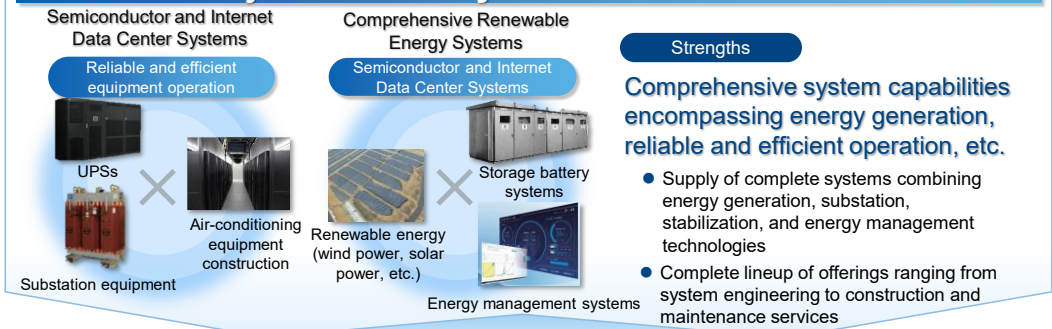 Semiconductor and Internet
Data Center Systems
Reliable and efficient
equipment operation
UPSs
Air-conditioning
equipment
construction
Substation equipment
Comprehensive Renewable
Energy Systems
Semiconductor and Internet
Data Center Systems
Storage battery
systems
Renewable energy
(wind power, solar
power, etc.)
Energy management systems
Strengths
Comprehensive system capabilities
encompassing energy generation,
reliable and efficient operation, etc.
● Supply of complete systems combining
energy generation, substation,
stabilization, and energy management
technologies
● Complete lineup of offerings ranging from
system engineering to construction and
maintenance services